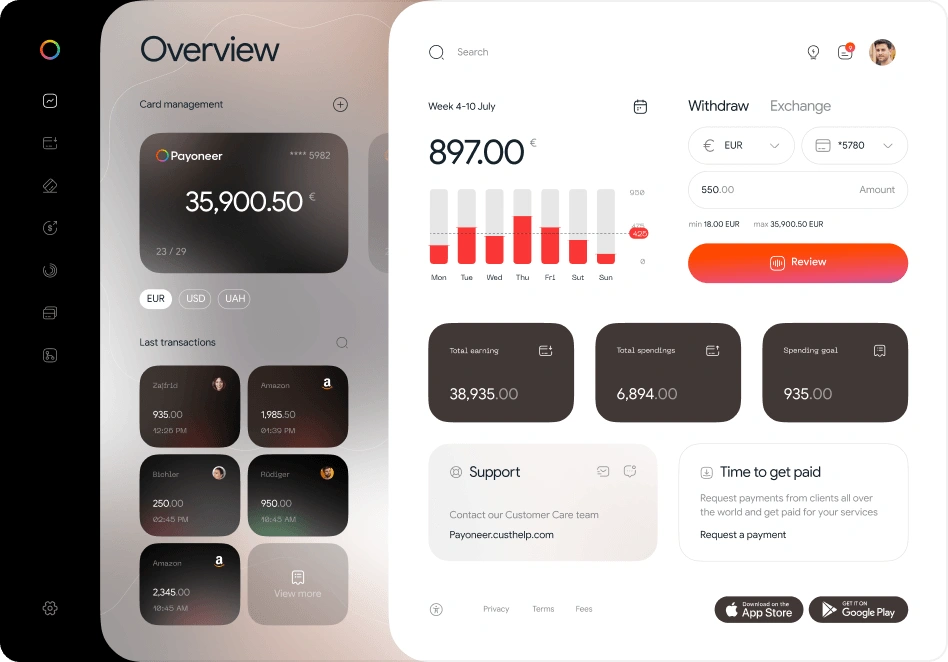 Overview
Card management
Payoneer
**** 5982
35,900.50 €
23 / 29
EUR
USD
UAH
Last transactions
Zajfrid
935.00
12:26 PM
Amazon
a
1,985.50
01:39 PM
Bichler
250.00
02:45 PM
Rüdiger
950.00
10:45 AM
Amazon
a
2,345.00
10:45 AM
View more
Search
Week 4-10 July
897.00 €
950
475
425
0
Mon Tue Wed Thu Fri Sut Sun
Withdraw
Exchange
€ EUR
*5780
550.00
Amount
min 18.00 EUR
max 35,900.50 EUR
Review
Total earning
38,935.00
Total spendings
6,894.00
Spending goal
935.00
Support
Contact our Customer Care team
Payoneer.custhelp.com
Time to get paid
Request payments from clients all over
the world and get paid for your services
Request a payment
Privacy
Terms
Fees
Download on the
App Store
GET IT ON
Google Play